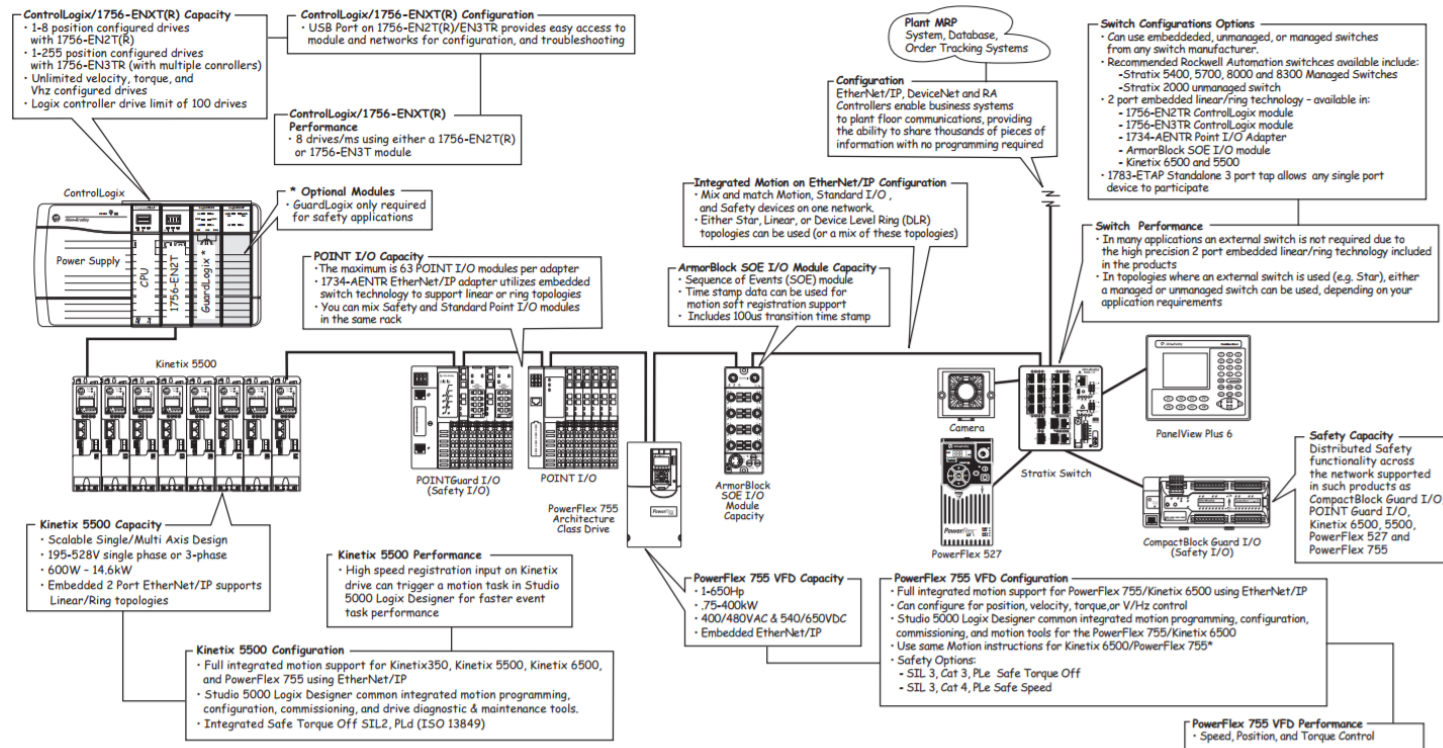 ControlLogix/1756-ENXT(R) Capacity
· 1-8 position configured drives
with 1756-EN2T(R)
· 1-255 position configured drives
with 1756-EN3TR (with multiple conrollers)
· Unlimited velocity, torque, and
Vhz configured drives
· Logix controller drive limit of 100 drives
ControlLogix/1756-ENXT(R) Configuration
· USB Port on 1756-EN2T(R)/EN3TR provides easy access to
module and networks for configuration, and troubleshooting
ControlLogix/1756-ENXT(R)
Performance
· 8 drives/ms using either a 1756-EN2T(R)
or 1756-EN3T module
Plant MRP
System, Database,
Order Tracking Systems
Configuration
EtherNet/IP, DeviceNet and RA
Controllers enable business systems
to plant floor communications, providing
the ability to share thousands of pieces of
information with no programming required
Switch Configurations Options
· Can use embeddeded, unmanaged, or managed switches
from any switch manufacturer.
· Recommended Rockwell Automation switchces available include:
-Stratix 5400, 5700, 8000 and 8300 Managed Switches
-Stratix 2000 unmanaged switch
· 2 port embedded linear/ring technology - available in:
- 1756-EN2TR ControlLogix module
- 1756-EN3TR ControlLogix module
- 1734-AENTR Point I/O Adapter
- ArmorBlock SOE I/O module
- Kinetix 6500 and 5500
· 1783-ETAP Standalone 3 port tap allows any single port
device to participate
ControlLogix
* Optional Modules
· GuardLogix only required
for safety applications
Power Supply
CPU
1756-EN2T
GuardLogix *
Integrated Motion on EtherNet/IP Configuration
· Mix and match Motion, Standard I/O ,
and Safety devices on one network.
· Either Star, Linear, or Device Level Ring (DLR)
topologies can be used (or a mix of these topologies)
Switch Performance
· In many applications an external switch is not required due to
the high precision 2 port embedded linear/ring technology included
in the products
· In topologies where an external switch is used (e.g. Star), either
a managed or unmanaged switch can be used, depending on your
application requirements
POINT I/O Capacity
·The maximum is 63 POINT I/O modules per adapter
· 1734-AENTR EtherNet/IP adapter utilizes embedded
switch technology to support linear or ring topologies
· You can mix Safety and Standard Point I/O modules
in the same rack
ArmorBlock SOE I/O Module Capacity
· Sequence of Events (SOE) module
· Time stamp data can be used for
motion soft registration support
· Includes 100us transition time stamp
Kinetix 5500
POINTGuard I/O
(Safety I/O)
POINT I/O
PowerFlex 755
Architecture
Class Drive
PowerFlex
ArmorBlock
SOE I/O
Module
Capacity
Camera
PowerFlex
PowerFlex 527
Stratix Switch
PanelView Plus 6
CompactBlock Guard I/O
(Safety I/O)
Safety Capacity
Distributed Safety
functionality across
the network supported
in such products as
CompactBlock Guard I/O,
POINT Guard I/O,
Kinetix 6500, 5500,
PowerFlex 527 and
PowerFlex 755
Kinetix 5500 Capacity
· Scalable Single/Multi Axis Design
· 195-528V single phase or 3-phase
· 600W - 14.6kW
· Embedded 2 Port EtherNet/IP supports
Linear/Ring topologies
Kinetix 5500 Performance
· High speed registration input on Kinetix
drive can trigger a motion task in Studio
5000 Logix Designer for faster event
task performance
PowerFlex 755 VFD Capacity
· 1-650Hp
· .75-400kW
· 400/480VAC & 540/650VDC
· Embedded EtherNet/IP
PowerFlex 755 VFD Configuration
· Full integrated motion support for PowerFlex 755/Kinetix 6500 using EtherNet/IP
· Can configure for position, velocity, torque,or V/Hz control
· Studio 5000 Logix Designer common integrated motion programming, configuration,
commissioning, and motion tools for the PowerFlex 755/Kinetix 6500
· Use same Motion instructions for Kinetix 6500/PowerFlex 755*
· Safety Options:
- SIL 3, Cat 3, PLe Safe Torque Off
- SIL 3, Cat 4, PLe Safe Speed
Kinetix 5500 Configuration
· Full integrated motion support for Kinetix350, Kinetix 5500, Kinetix 6500,
and PowerFlex 755 using EtherNet/IP
· Studio 5000 Logix Designer common integrated motion programming,
configuration, commissioning, and drive diagnostic & maintenance tools.
· Integrated Safe Torque Off SIL2, PLd (ISO 13849)
PowerFlex 755 VFD Performance
· Speed, Position, and Torque Control